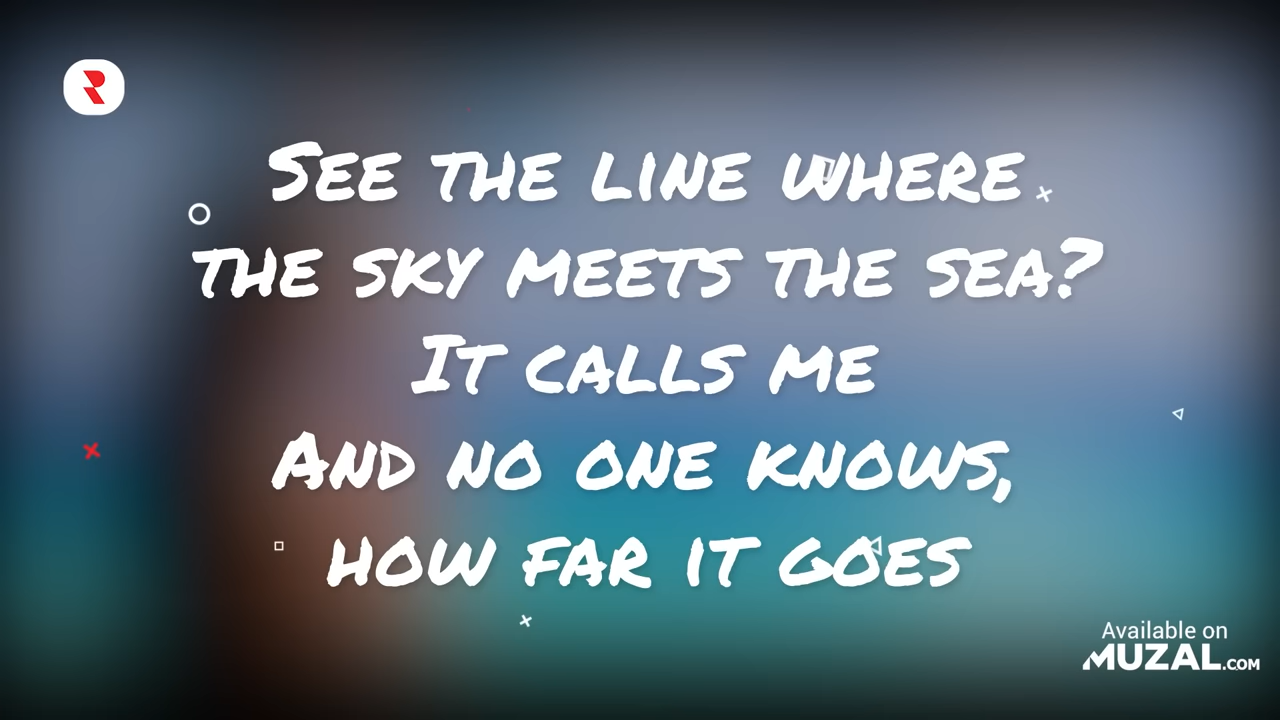 See the line where
the sky meets the sea?
It calls me
And no one knows,
how far it goes
Available on
MUZAL.COM